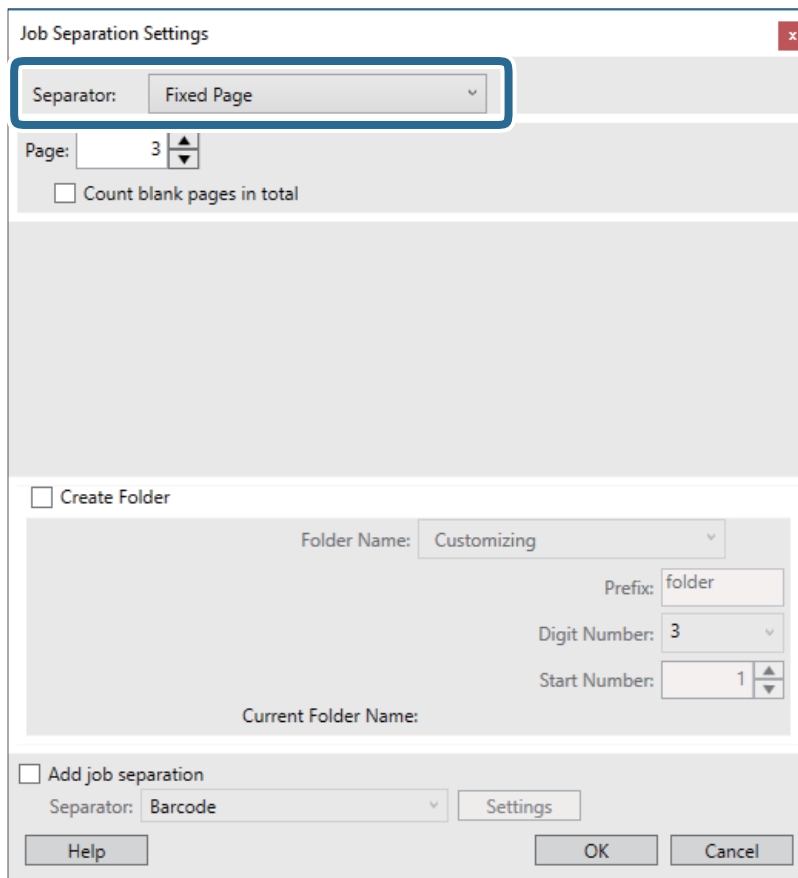 Job Separation Settings
x
Separator: Fixed Page
Page: 3
Count blank pages in total
Create Folder
Folder Name: Customizing
Prefix: folder
Digit Number: 3
Start Number: 1
Current Folder Name:
Add job separation
Separator: Barcode Settings
Help OK Cancel